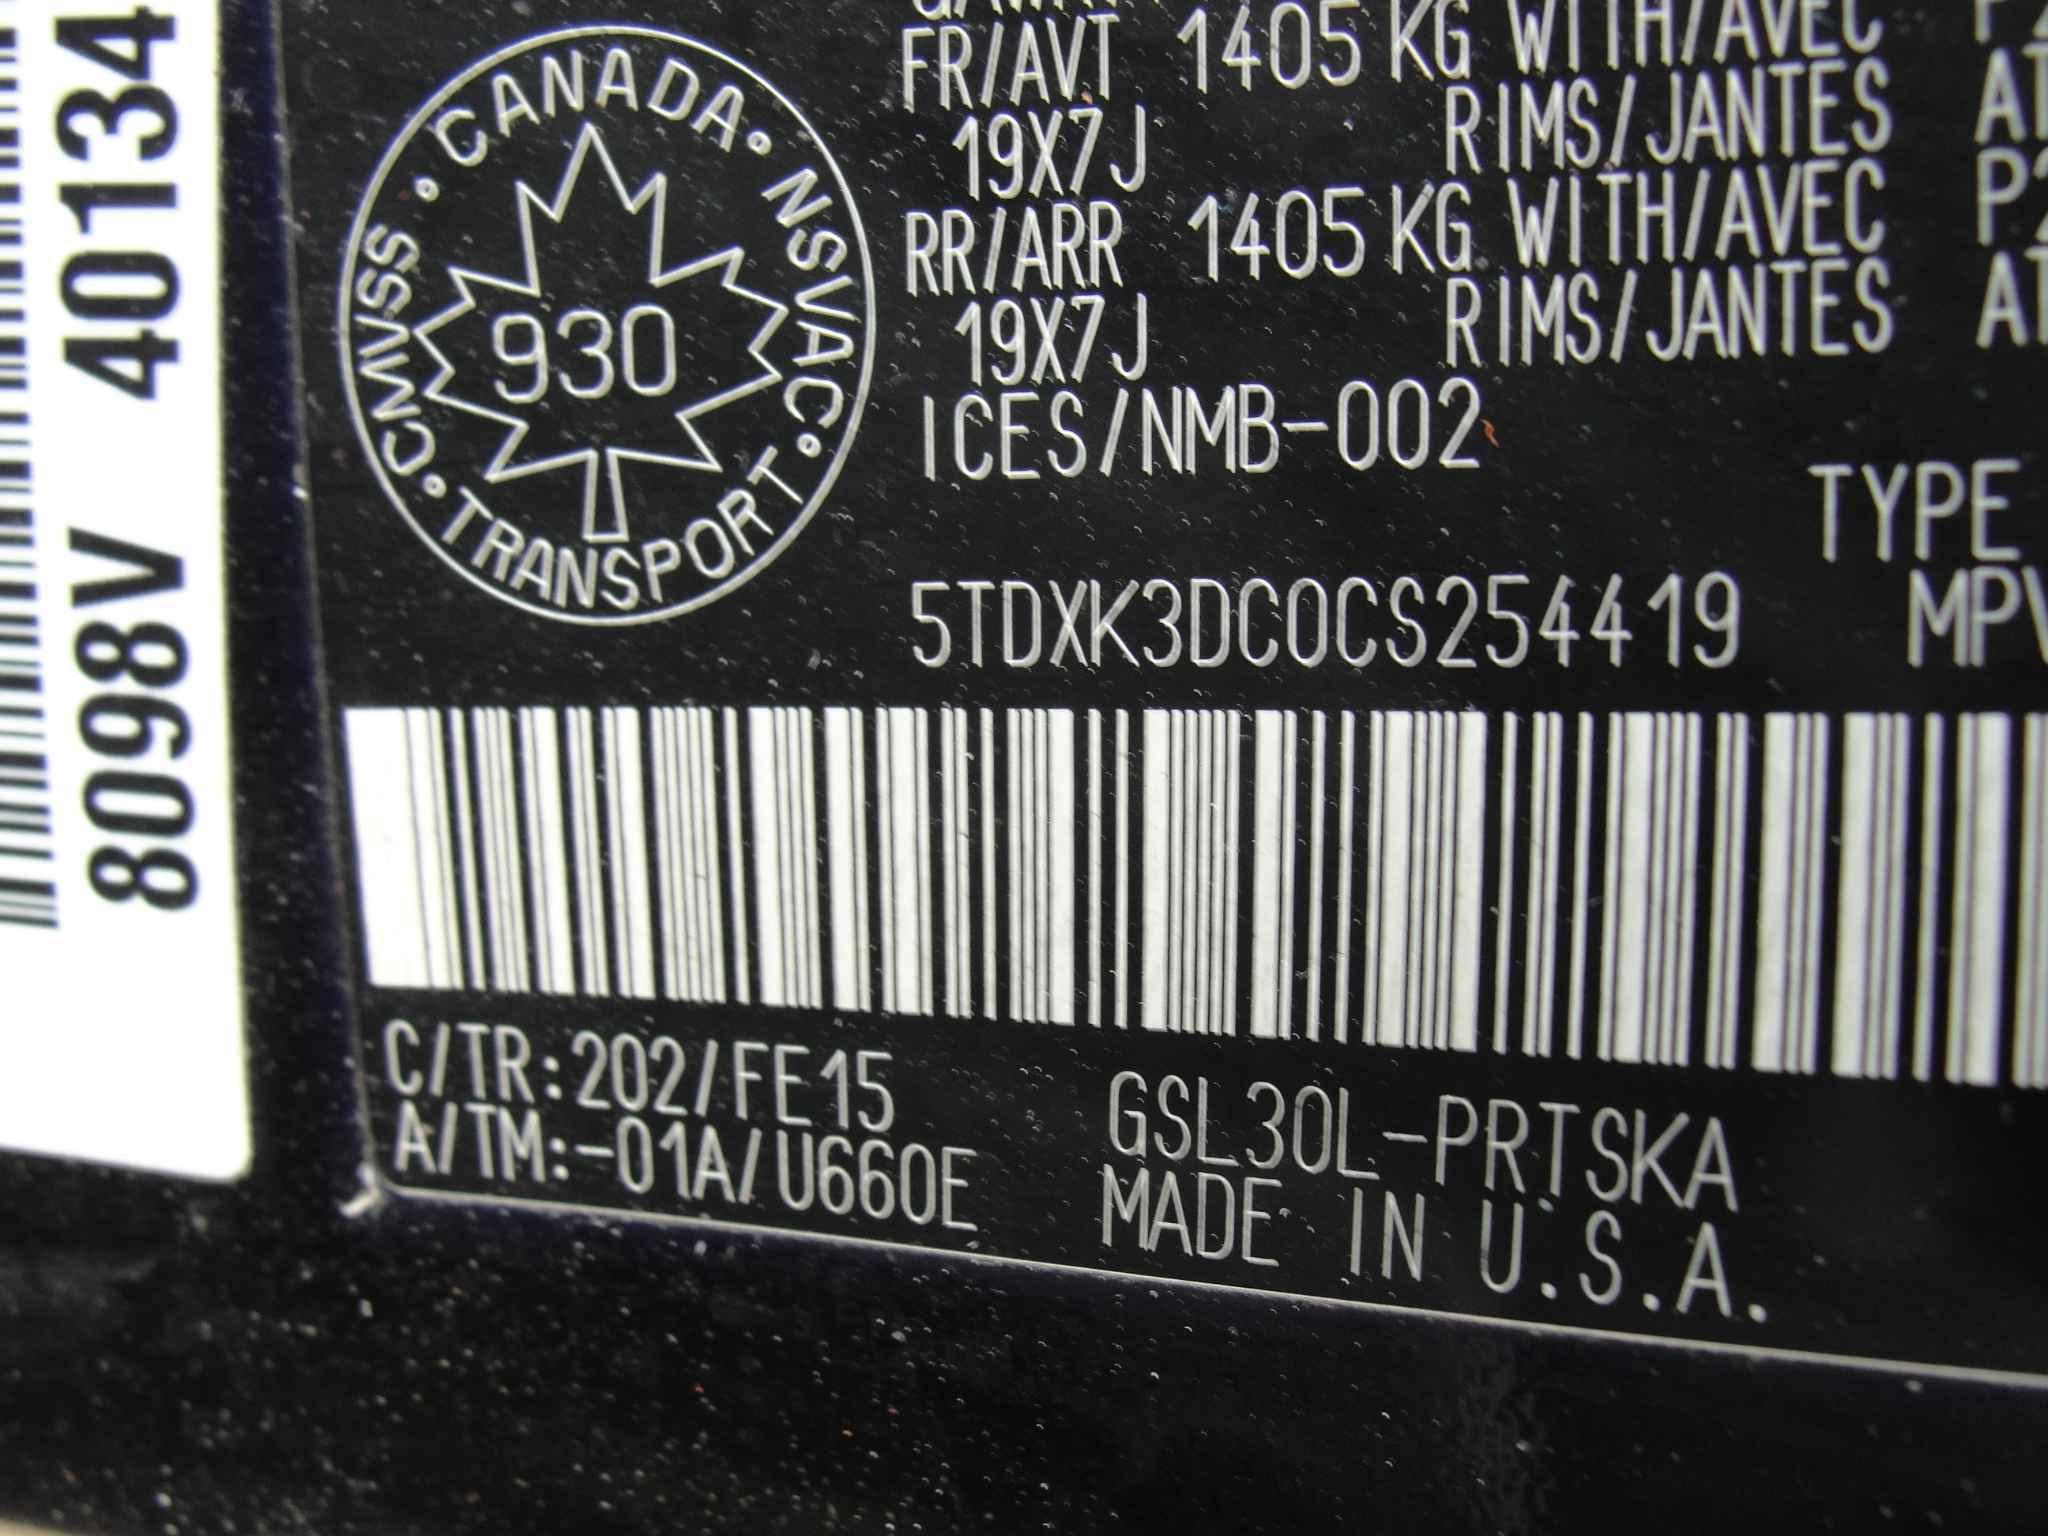 8098V 40134
CMVSS · CANADA · NSVAC · TRANSPORT
930
FR/AVT 1405 KG WITH/AVEC
19X7J RIMS/JANTES
RR/ARR 1405 KG WITH/AVEC
19X7J RIMS/JANTES
ICES/NMB-002
TYPE
5TDXK3DC0CS254419 MPV
C/TR:202/FE15
A/TM:-01A/U660E
GSL30L-PRTSKA
MADE IN U.S.A.